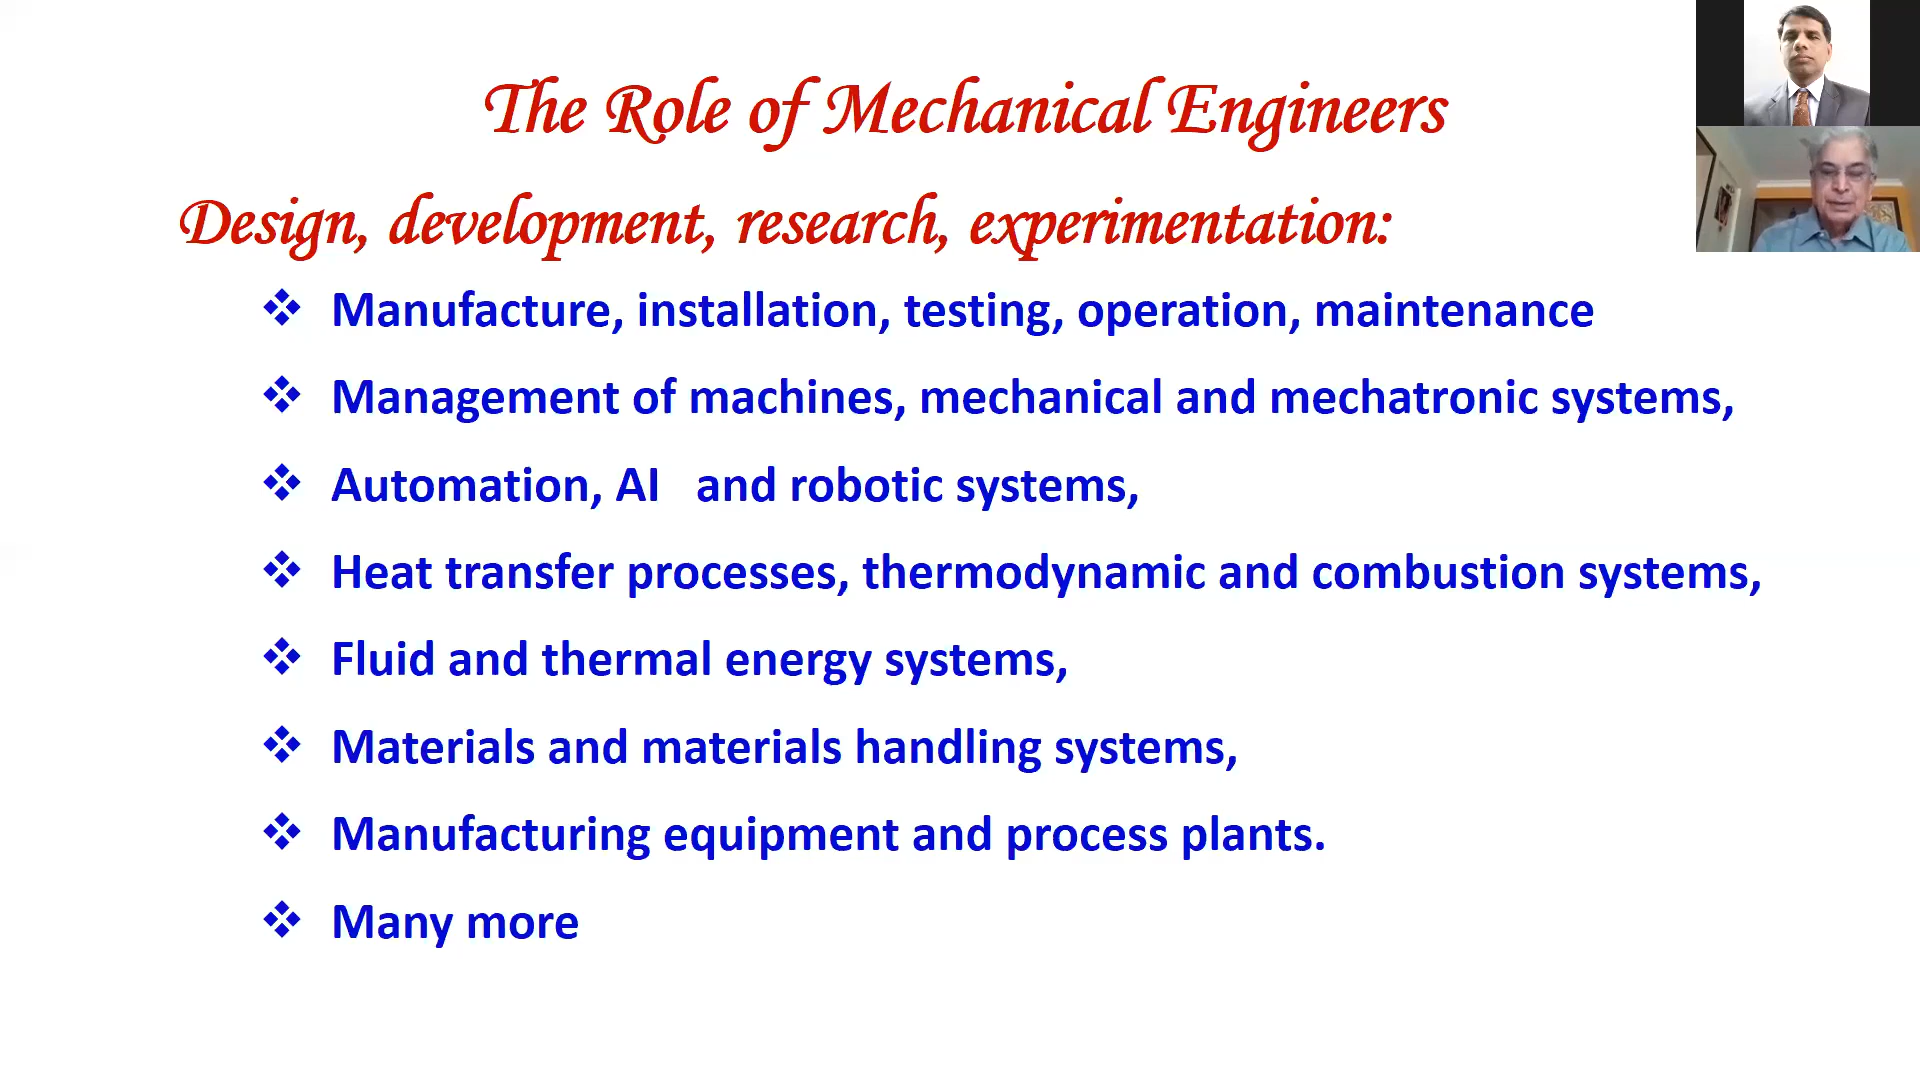 The Role of Mechanical Engineers
Design, development, research, experimentation:
❖ Manufacture, installation, testing, operation, maintenance
❖ Management of machines, mechanical and mechatronic systems,
❖ Automation, AI   and robotic systems,
❖ Heat transfer processes, thermodynamic and combustion systems,
❖ Fluid and thermal energy systems,
❖ Materials and materials handling systems,
❖ Manufacturing equipment and process plants.
❖ Many more